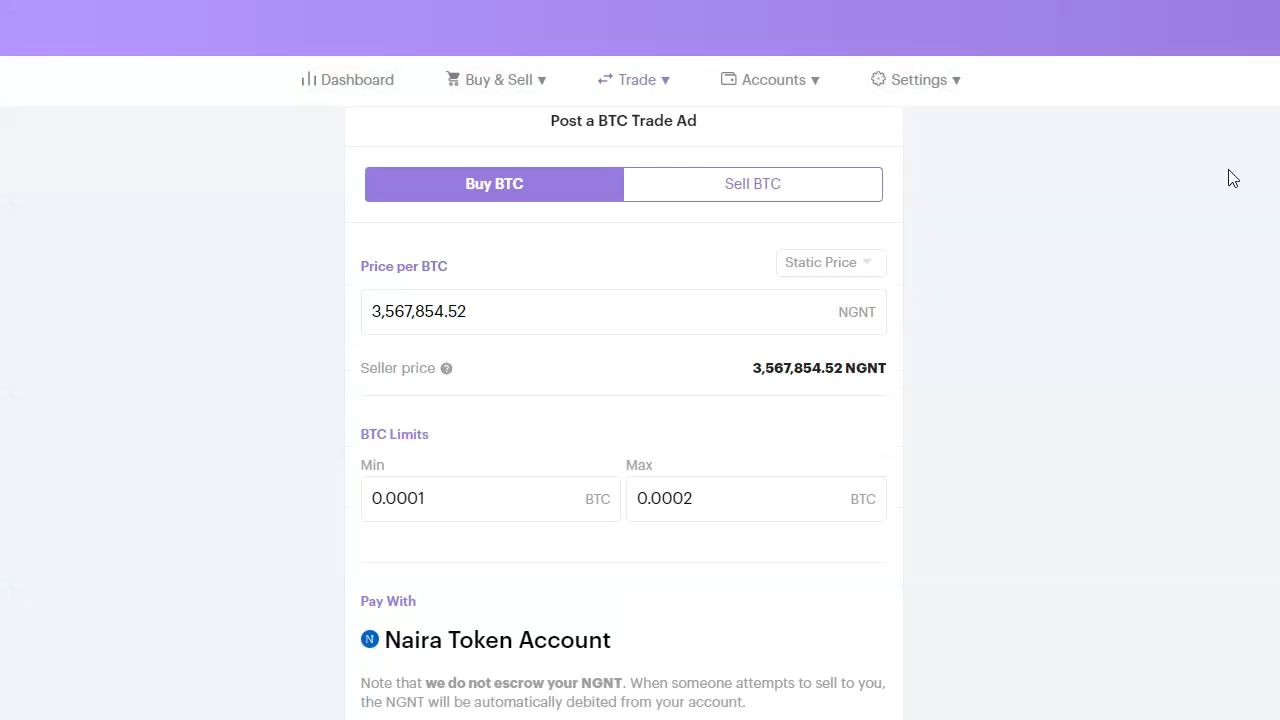 Dashboard Buy & Sell ▾ Trade ▾ Accounts ▾ Settings ▾
Post a BTC Trade Ad
Buy BTC Sell BTC
Price per BTC Static Price
3,567,854.52 NGNT
Seller price ? 3,567,854.52 NGNT
BTC Limits
Min Max
0.0001 BTC 0.0002 BTC
Pay With
N Naira Token Account
Note that we do not escrow your NGNT. When someone attempts to sell to you,
the NGNT will be automatically debited from your account.